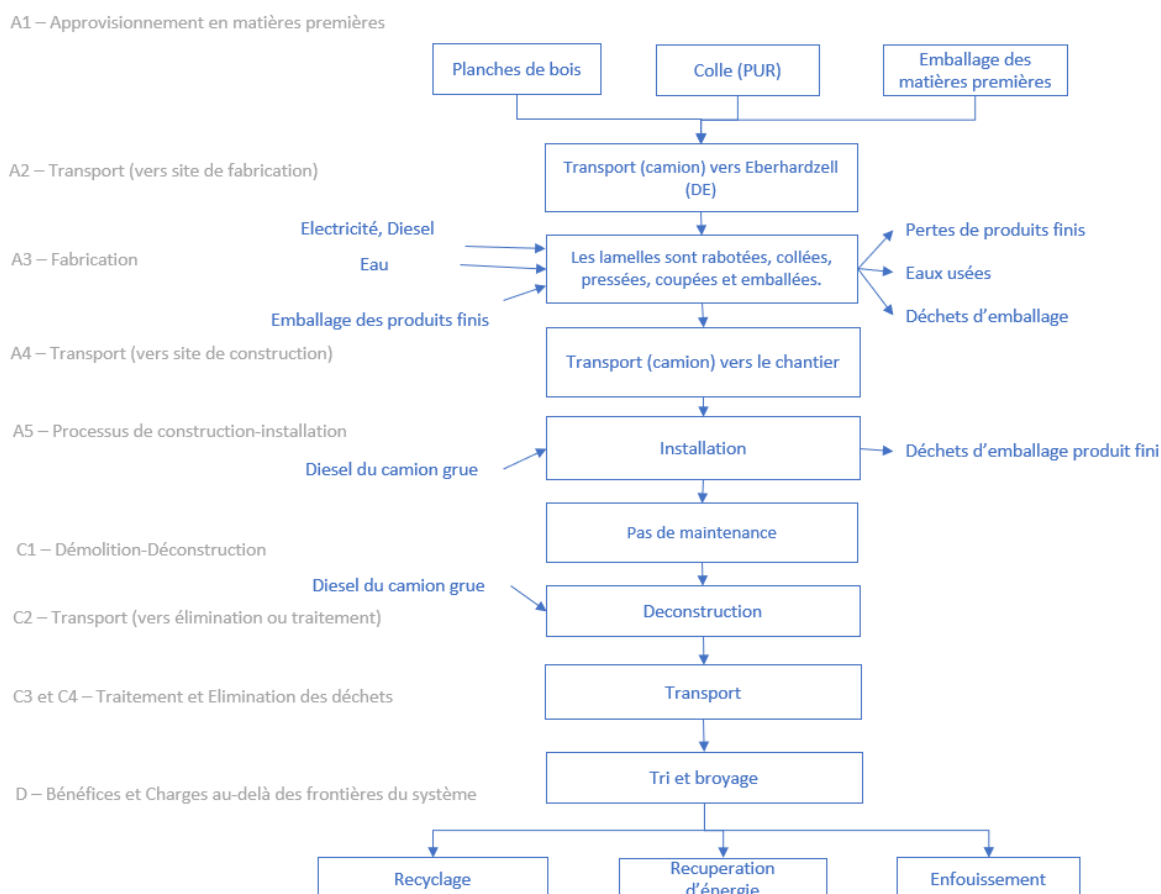 A1 – Approvisionnement en matières premières
Planches de bois
Colle (PUR)
Emballage des
matières premières
A2 – Transport (vers site de fabrication)
Transport (camion) vers Eberhardzell
(DE)
Electricité, Diesel
Eau
Emballage des produits finis
A3 – Fabrication
Les lamelles sont rabotées, collées,
pressées, coupées et emballées.
Pertes de produits finis
Eaux usées
Déchets d’emballage
A4 – Transport (vers site de construction)
Transport (camion) vers le chantier
A5 – Processus de construction-installation
Diesel du camion grue
Installation
Déchets d’emballage produit fini
Pas de maintenance
C1 – Démolition-Déconstruction
Diesel du camion grue
Deconstruction
C2 – Transport (vers élimination ou traitement)
Transport
C3 et C4 – Traitement et Elimination des déchets
Tri et broyage
D – Bénéfices et Charges au-delà des frontières du système
Recyclage
Recuperation
d’énergie
Enfouissement